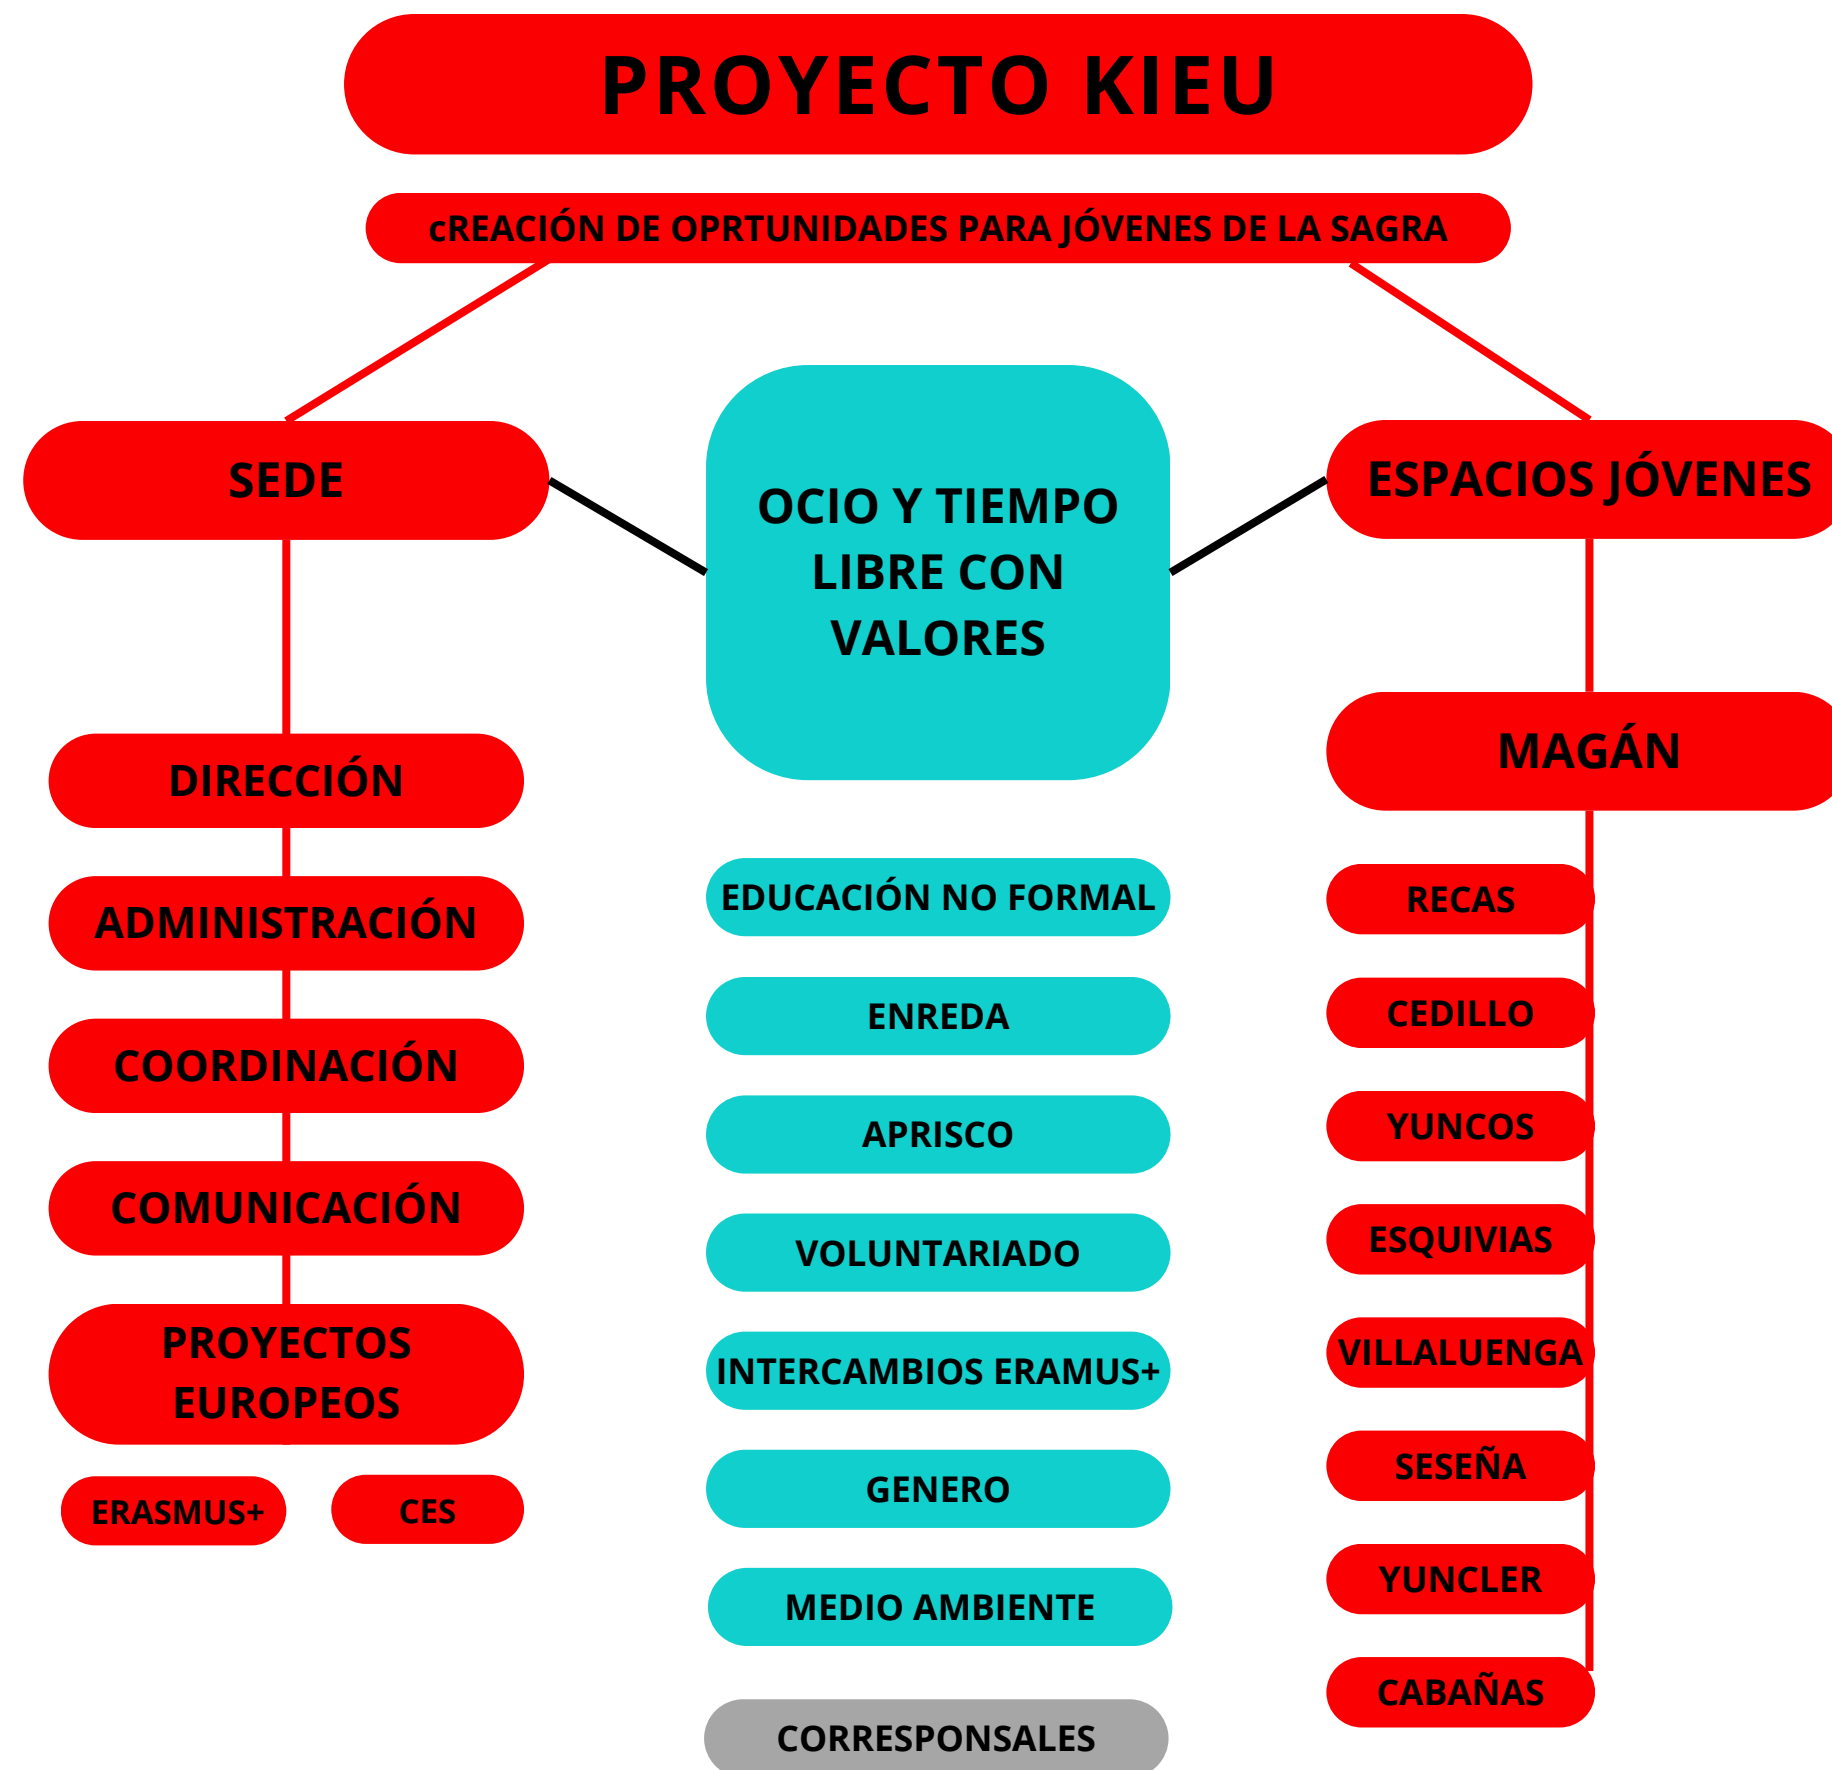 PROYECTO KIEU
cREACIÓN DE OPRTUNIDADES PARA JÓVENES DE LA SAGRA
SEDE
DIRECCIÓN
ADMINISTRACIÓN
COORDINACIÓN
COMUNICACIÓN
PROYECTOS
EUROPEOS
ERASMUS+
CES
OCIO Y TIEMPO
LIBRE CON
VALORES
EDUCACIÓN NO FORMAL
ENREDA
APRISCO
VOLUNTARIADO
INTERCAMBIOS ERAMUS+
GENERO
MEDIO AMBIENTE
CORRESPONSALES
ESPACIOS JÓVENES
MAGÁN
RECAS
CEDILLO
YUNCOS
ESQUIVIAS
VILLALUENGA
SESEÑA
YUNCLER
CABAÑAS